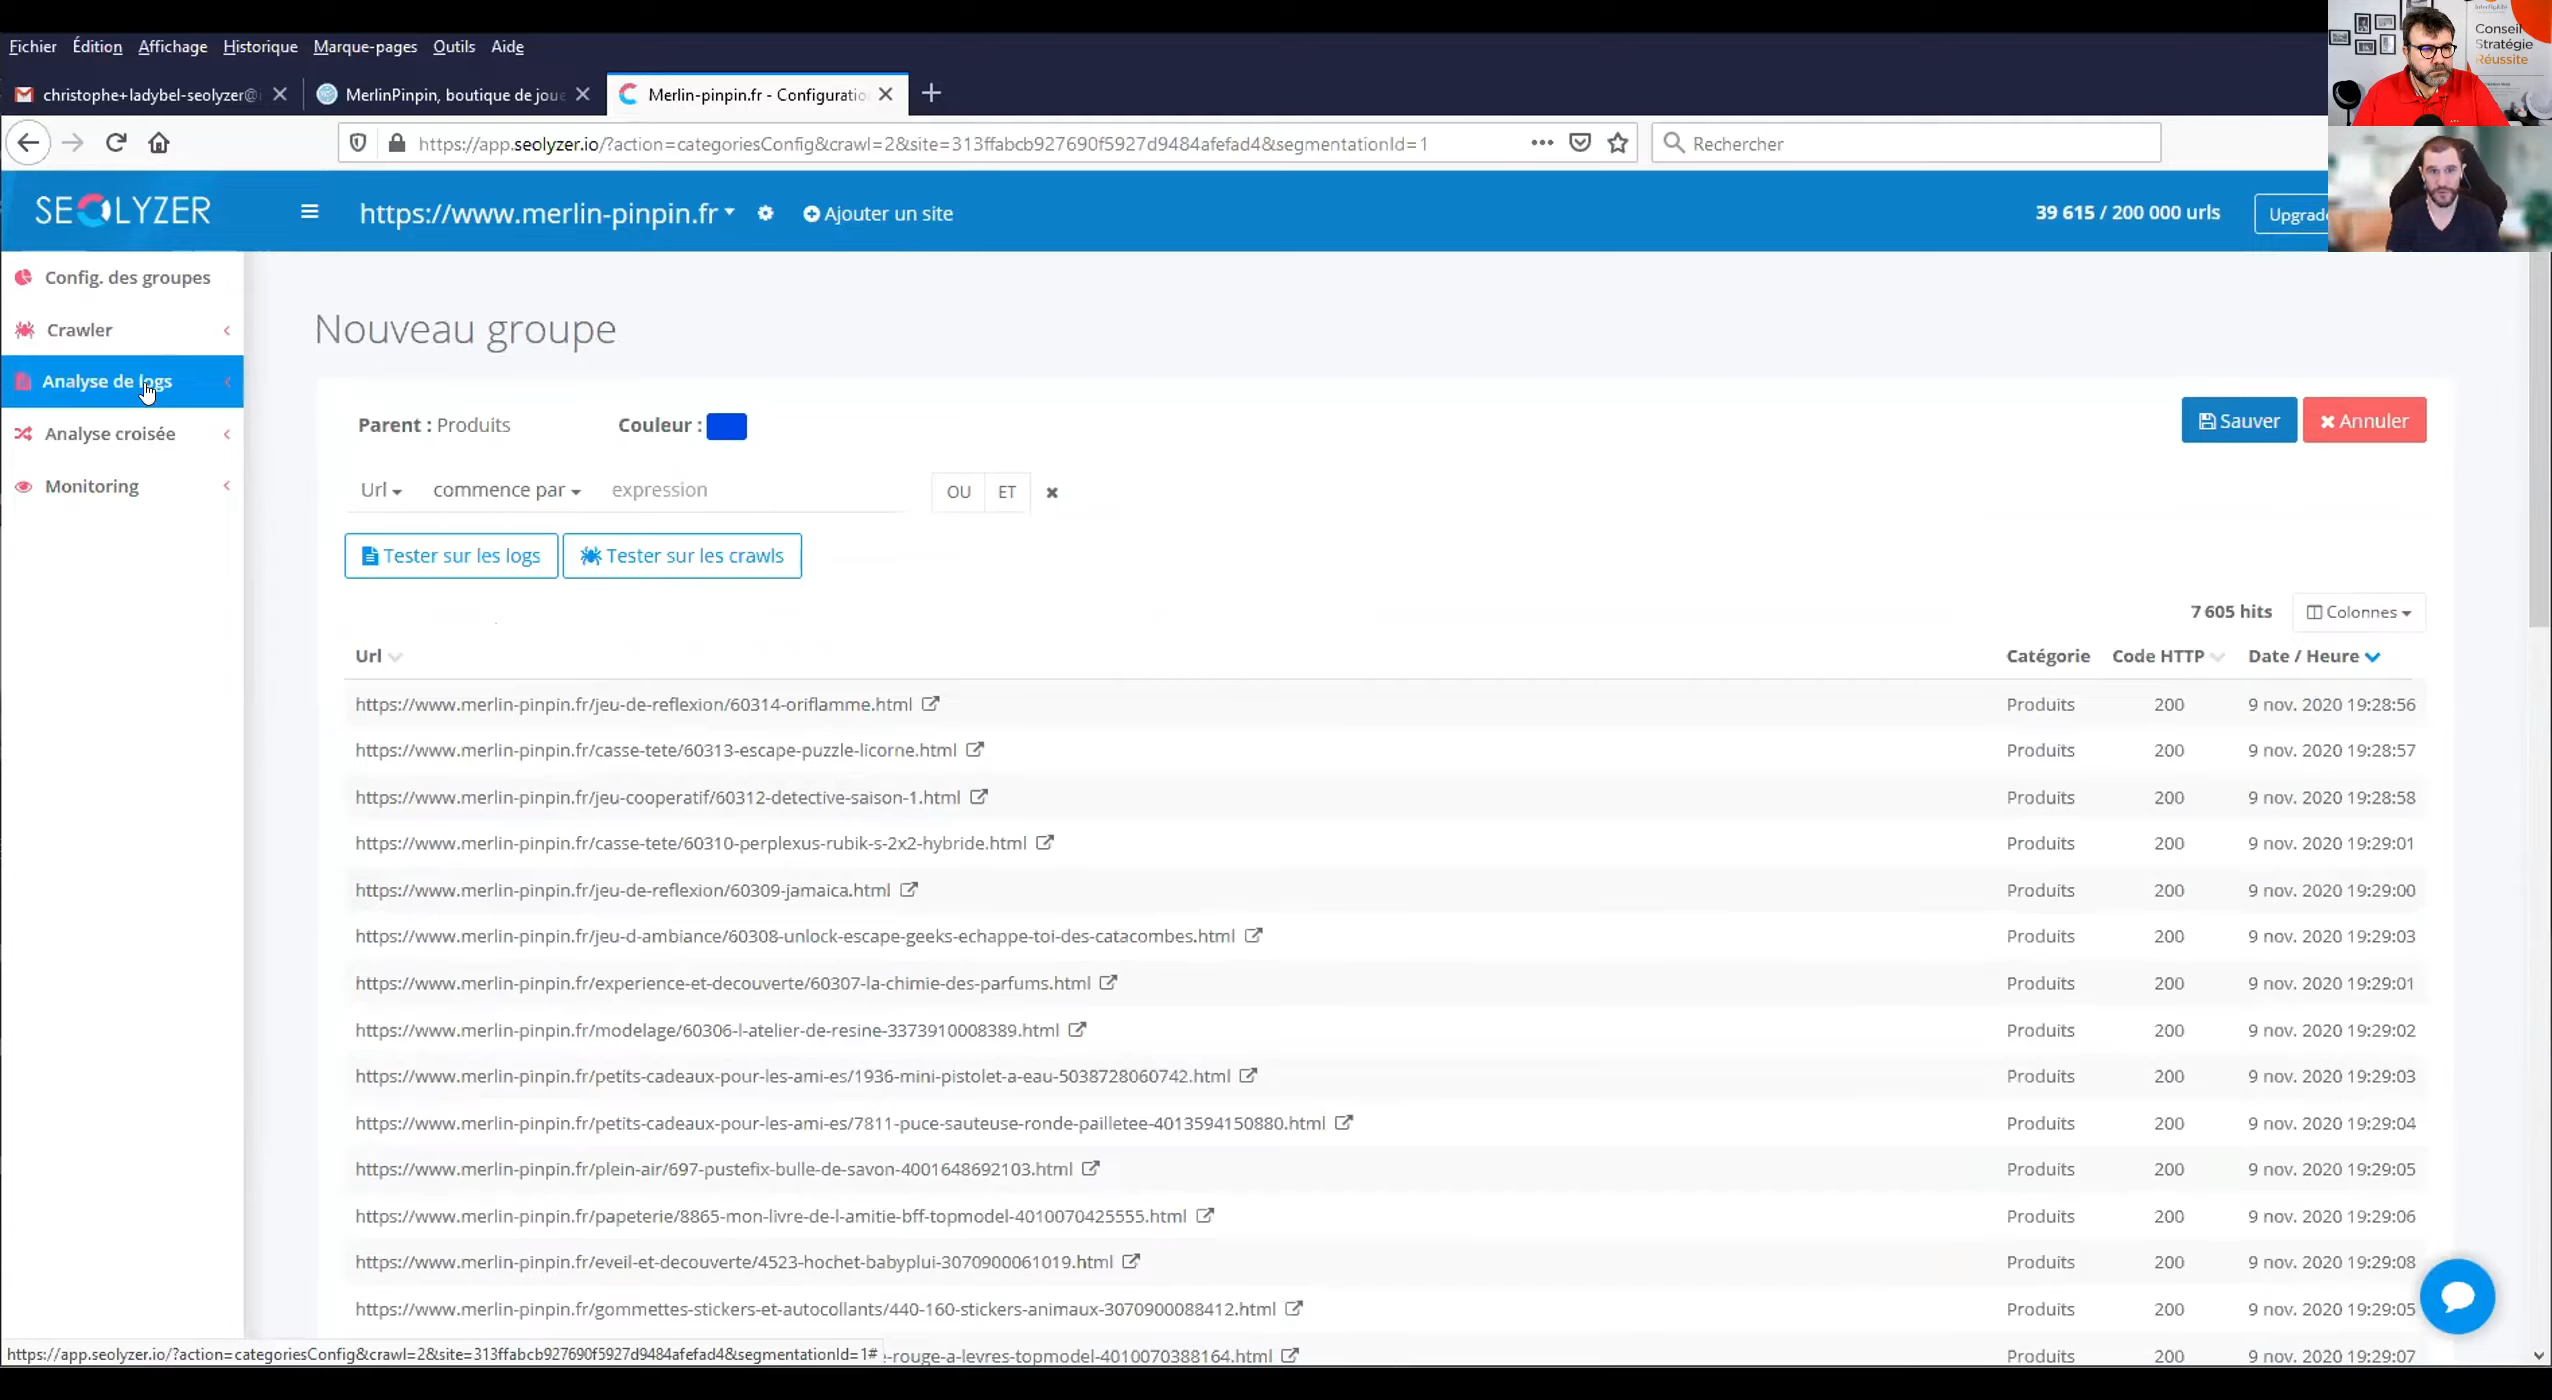 Fichier Édition Affichage Historique Marque-pages Outils Aide
christophe+ladybel-seolyzer@
MerlinPinpin, boutique de joue
Merlin-pinpin.fr - Configuratio
https://app.seolyzer.io/?action=categoriesConfig&crawl=2&site=313ffabcb927690f5927d9484afefad4&segmentationId=1
Rechercher
Conseil
Stratégie
Réussite
SEOLYZER
https://www.merlin-pinpin.fr
Ajouter un site
39 615 / 200 000 urls
Upgrad
Config. des groupes
Crawler
Analyse de logs
Analyse croisée
Monitoring
Nouveau groupe
Parent : Produits
Couleur :
Sauver
Annuler
Url commence par expression OU ET
Tester sur les logs
Tester sur les crawls
7 605 hits
Colonnes
Url Catégorie Code HTTP Date / Heure
https://www.merlin-pinpin.fr/jeu-de-reflexion/60314-oriflamme.html Produits 200 9 nov. 2020 19:28:56
https://www.merlin-pinpin.fr/casse-tete/60313-escape-puzzle-licorne.html Produits 200 9 nov. 2020 19:28:57
https://www.merlin-pinpin.fr/jeu-cooperatif/60312-detective-saison-1.html Produits 200 9 nov. 2020 19:28:58
https://www.merlin-pinpin.fr/casse-tete/60310-perplexus-rubik-s-2x2-hybride.html Produits 200 9 nov. 2020 19:29:01
https://www.merlin-pinpin.fr/jeu-de-reflexion/60309-jamaica.html Produits 200 9 nov. 2020 19:29:00
https://www.merlin-pinpin.fr/jeu-d-ambiance/60308-unlock-escape-geeks-echappe-toi-des-catacombes.html Produits 200 9 nov. 2020 19:29:03
https://www.merlin-pinpin.fr/experience-et-decouverte/60307-la-chimie-des-parfums.html Produits 200 9 nov. 2020 19:29:01
https://www.merlin-pinpin.fr/modelage/60306-l-atelier-de-resine-3373910008389.html Produits 200 9 nov. 2020 19:29:02
https://www.merlin-pinpin.fr/petits-cadeaux-pour-les-ami-es/1936-mini-pistolet-a-eau-5038728060742.html Produits 200 9 nov. 2020 19:29:03
https://www.merlin-pinpin.fr/petits-cadeaux-pour-les-ami-es/7811-puce-sauteuse-ronde-pailletee-4013594150880.html Produits 200 9 nov. 2020 19:29:04
https://www.merlin-pinpin.fr/plein-air/697-pustefix-bulle-de-savon-4001648692103.html Produits 200 9 nov. 2020 19:29:05
https://www.merlin-pinpin.fr/papeterie/8865-mon-livre-de-l-amitie-bff-topmodel-4010070425555.html Produits 200 9 nov. 2020 19:29:06
https://www.merlin-pinpin.fr/eveil-et-decouverte/4523-hochet-babyplui-3070900061019.html Produits 200 9 nov. 2020 19:29:08
https://www.merlin-pinpin.fr/gommettes-stickers-et-autocollants/440-160-stickers-animaux-3070900088412.html Produits 200 9 nov. 2020 19:29:05
https://app.seolyzer.io/?action=categoriesConfig&crawl=2&site=313ffabcb927690f5927d9484afefad4&segmentationId=1# -rouge-a-levres-topmodel-4010070388164.html Produits 200 9 nov. 2020 19:29:07